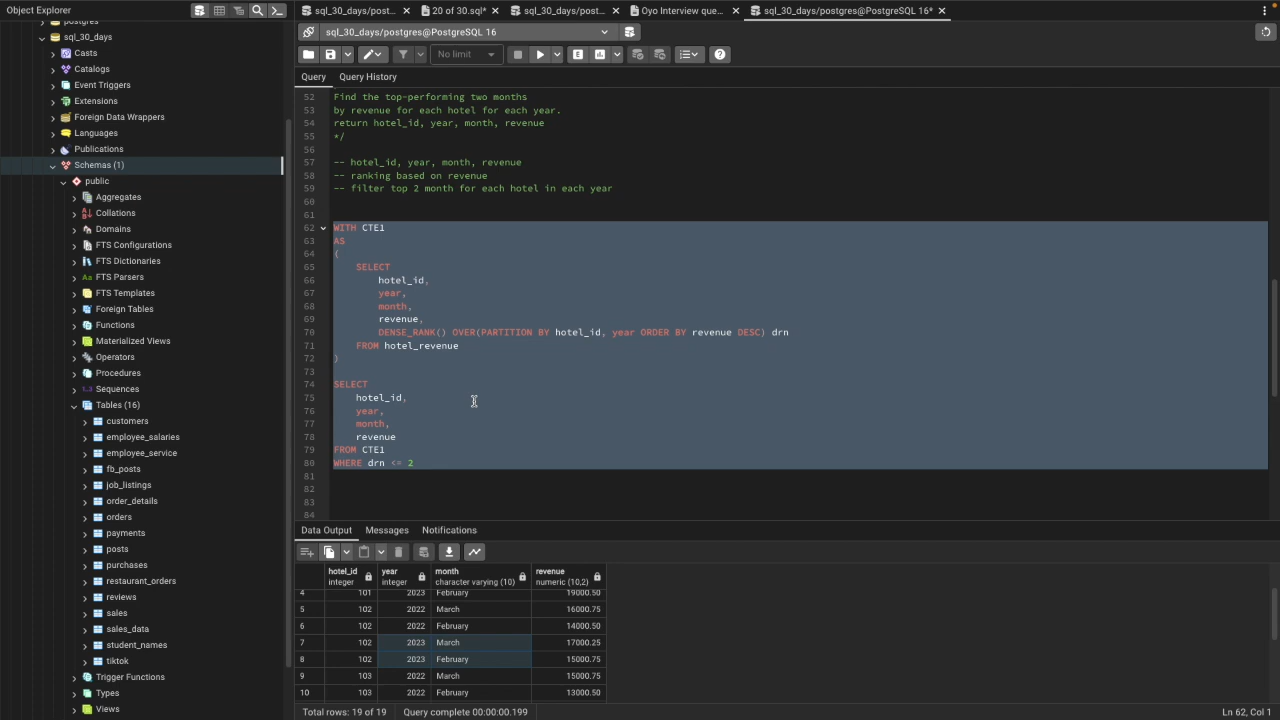 Object Explorer
sql_30_days/post...
20 of 30.sql*
sql_30_days/post...
Oyo Interview que...
sql_30_days/postgres@PostgreSQL 16*
postgres
sql_30_days
Casts
Catalogs
Event Triggers
Extensions
Foreign Data Wrappers
Languages
Publications
Schemas (1)
public
Aggregates
Collations
Domains
FTS Configurations
FTS Dictionaries
Aa FTS Parsers
FTS Templates
Foreign Tables
Functions
Materialized Views
Operators
Procedures
1..3 Sequences
Tables (16)
customers
employee_salaries
employee_service
fb_posts
job_listings
order_details
orders
payments
posts
purchases
restaurant_orders
reviews
sales
sales_data
student_names
tiktok
Trigger Functions
Types
Views
sql_30_days/postgres@PostgreSQL 16
No limit
E
Query
Query History
52 Find the top-performing two months
53 by revenue for each hotel for each year.
54 return hotel_id, year, month, revenue
55 */
56
57 -- hotel_id, year, month, revenue
58 -- ranking based on revenue
59 -- filter top 2 month for each hotel in each year
60
61
62 WITH CTE1
63 AS
64 (
65 SELECT
66 hotel_id,
67 year,
68 month,
69 revenue,
70 DENSE_RANK() OVER(PARTITION BY hotel_id, year ORDER BY revenue DESC) drn
71 FROM hotel_revenue
72 )
73
74 SELECT
75 hotel_id,
76 year,
77 month,
78 revenue
79 FROM CTE1
80 WHERE drn <= 2
81
82
83
84
Data Output
Messages
Notifications
hotel_id year month revenue
integer integer character varying (10) numeric (10,2)
4 101 2023 February 19000.50
5 102 2022 March 16000.75
6 102 2022 February 14000.50
7 102 2023 March 17000.25
8 102 2023 February 15000.75
9 103 2022 March 15000.75
10 103 2022 February 13000.50
Total rows: 19 of 19
Query complete 00:00:00.199
Ln 62, Col 1